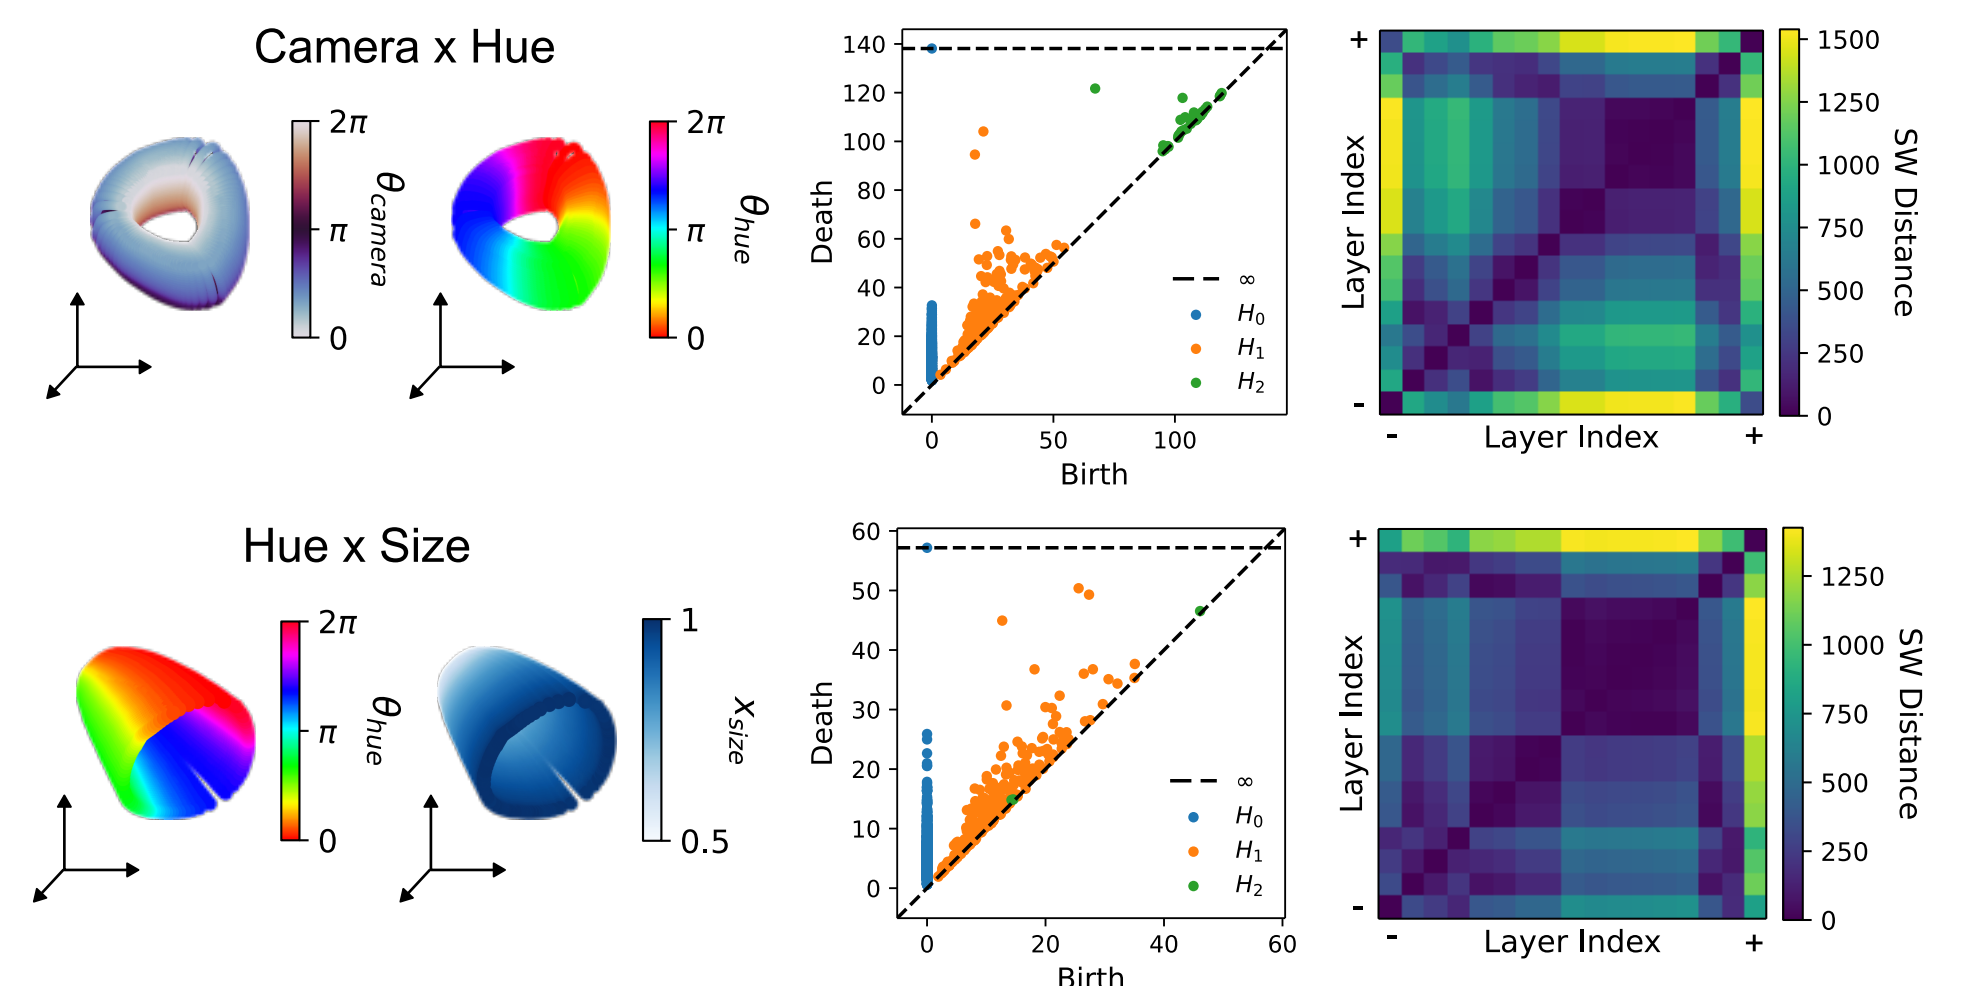 Camera x Hue
2π
π
0
θcamera
2π
π
0
θhue
140
120
100
80
60
40
20
0
Death
0
50
100
Birth
∞
H0
H1
H2
+
-
Layer Index
-
Layer Index
+
1500
1250
1000
750
500
250
0
SW Distance
Hue x Size
2π
π
0
θhue
1
0.5
xsize
60
50
40
30
20
10
0
Death
0
20
40
60
Birth
∞
H0
H1
H2
+
-
Layer Index
-
Layer Index
+
1250
1000
750
500
250
0
SW Distance